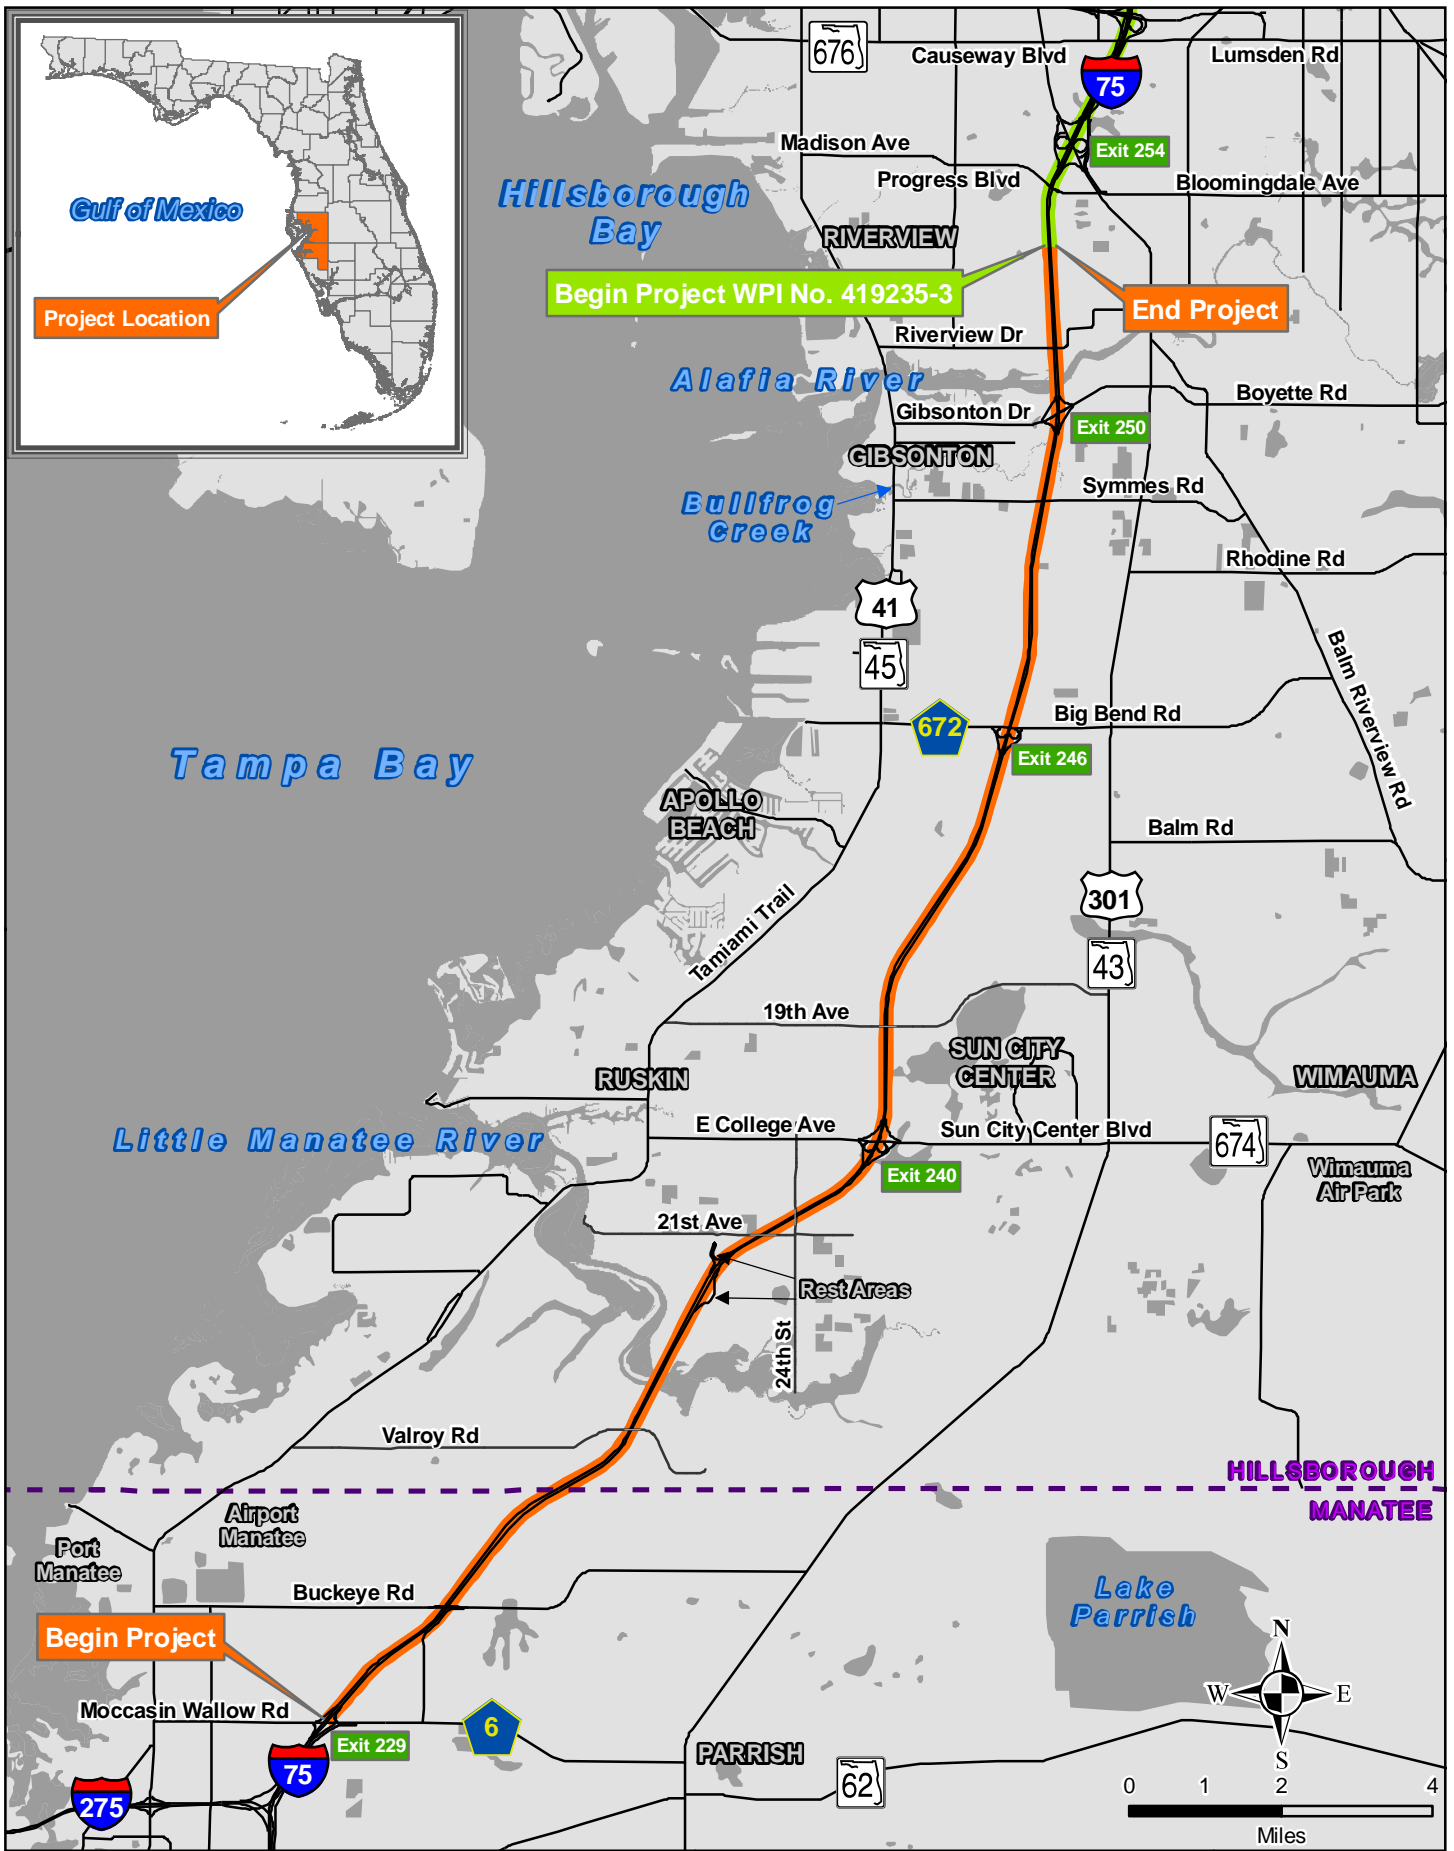 676
Causeway Blvd
Lumsden Rd
75
Gulf of Mexico
Project Location
Madison Ave
Exit 254
Progress Blvd
Bloomingdale Ave
Hillsborough
Bay
RIVERVIEW
Begin Project WPI No. 419235-3
End Project
Riverview Dr
Alafia River
Boyette Rd
Gibsonton Dr
Exit 250
GIBSONTON
Symmes Rd
Bullfrog
Creek
Rhodine Rd
41
45
Balm Riverview Rd
672
Big Bend Rd
Exit 246
Tampa Bay
APOLLO
BEACH
Balm Rd
301
Tamiami Trail
43
19th Ave
SUN CITY
CENTER
RUSKIN
WIMAUMA
Little Manatee River
E College Ave
Sun City Center Blvd
674
Exit 240
Wimauma
Air Park
21st Ave
Rest Areas
24th St
Valroy Rd
HILLSBOROUGH
MANATEE
Airport
Manatee
Port
Manatee
Buckeye Rd
Lake
Parrish
Begin Project
N
W
E
S
Moccasin Wallow Rd
6
Exit 229
75
PARRISH
62
275
0 1 2 4
Miles